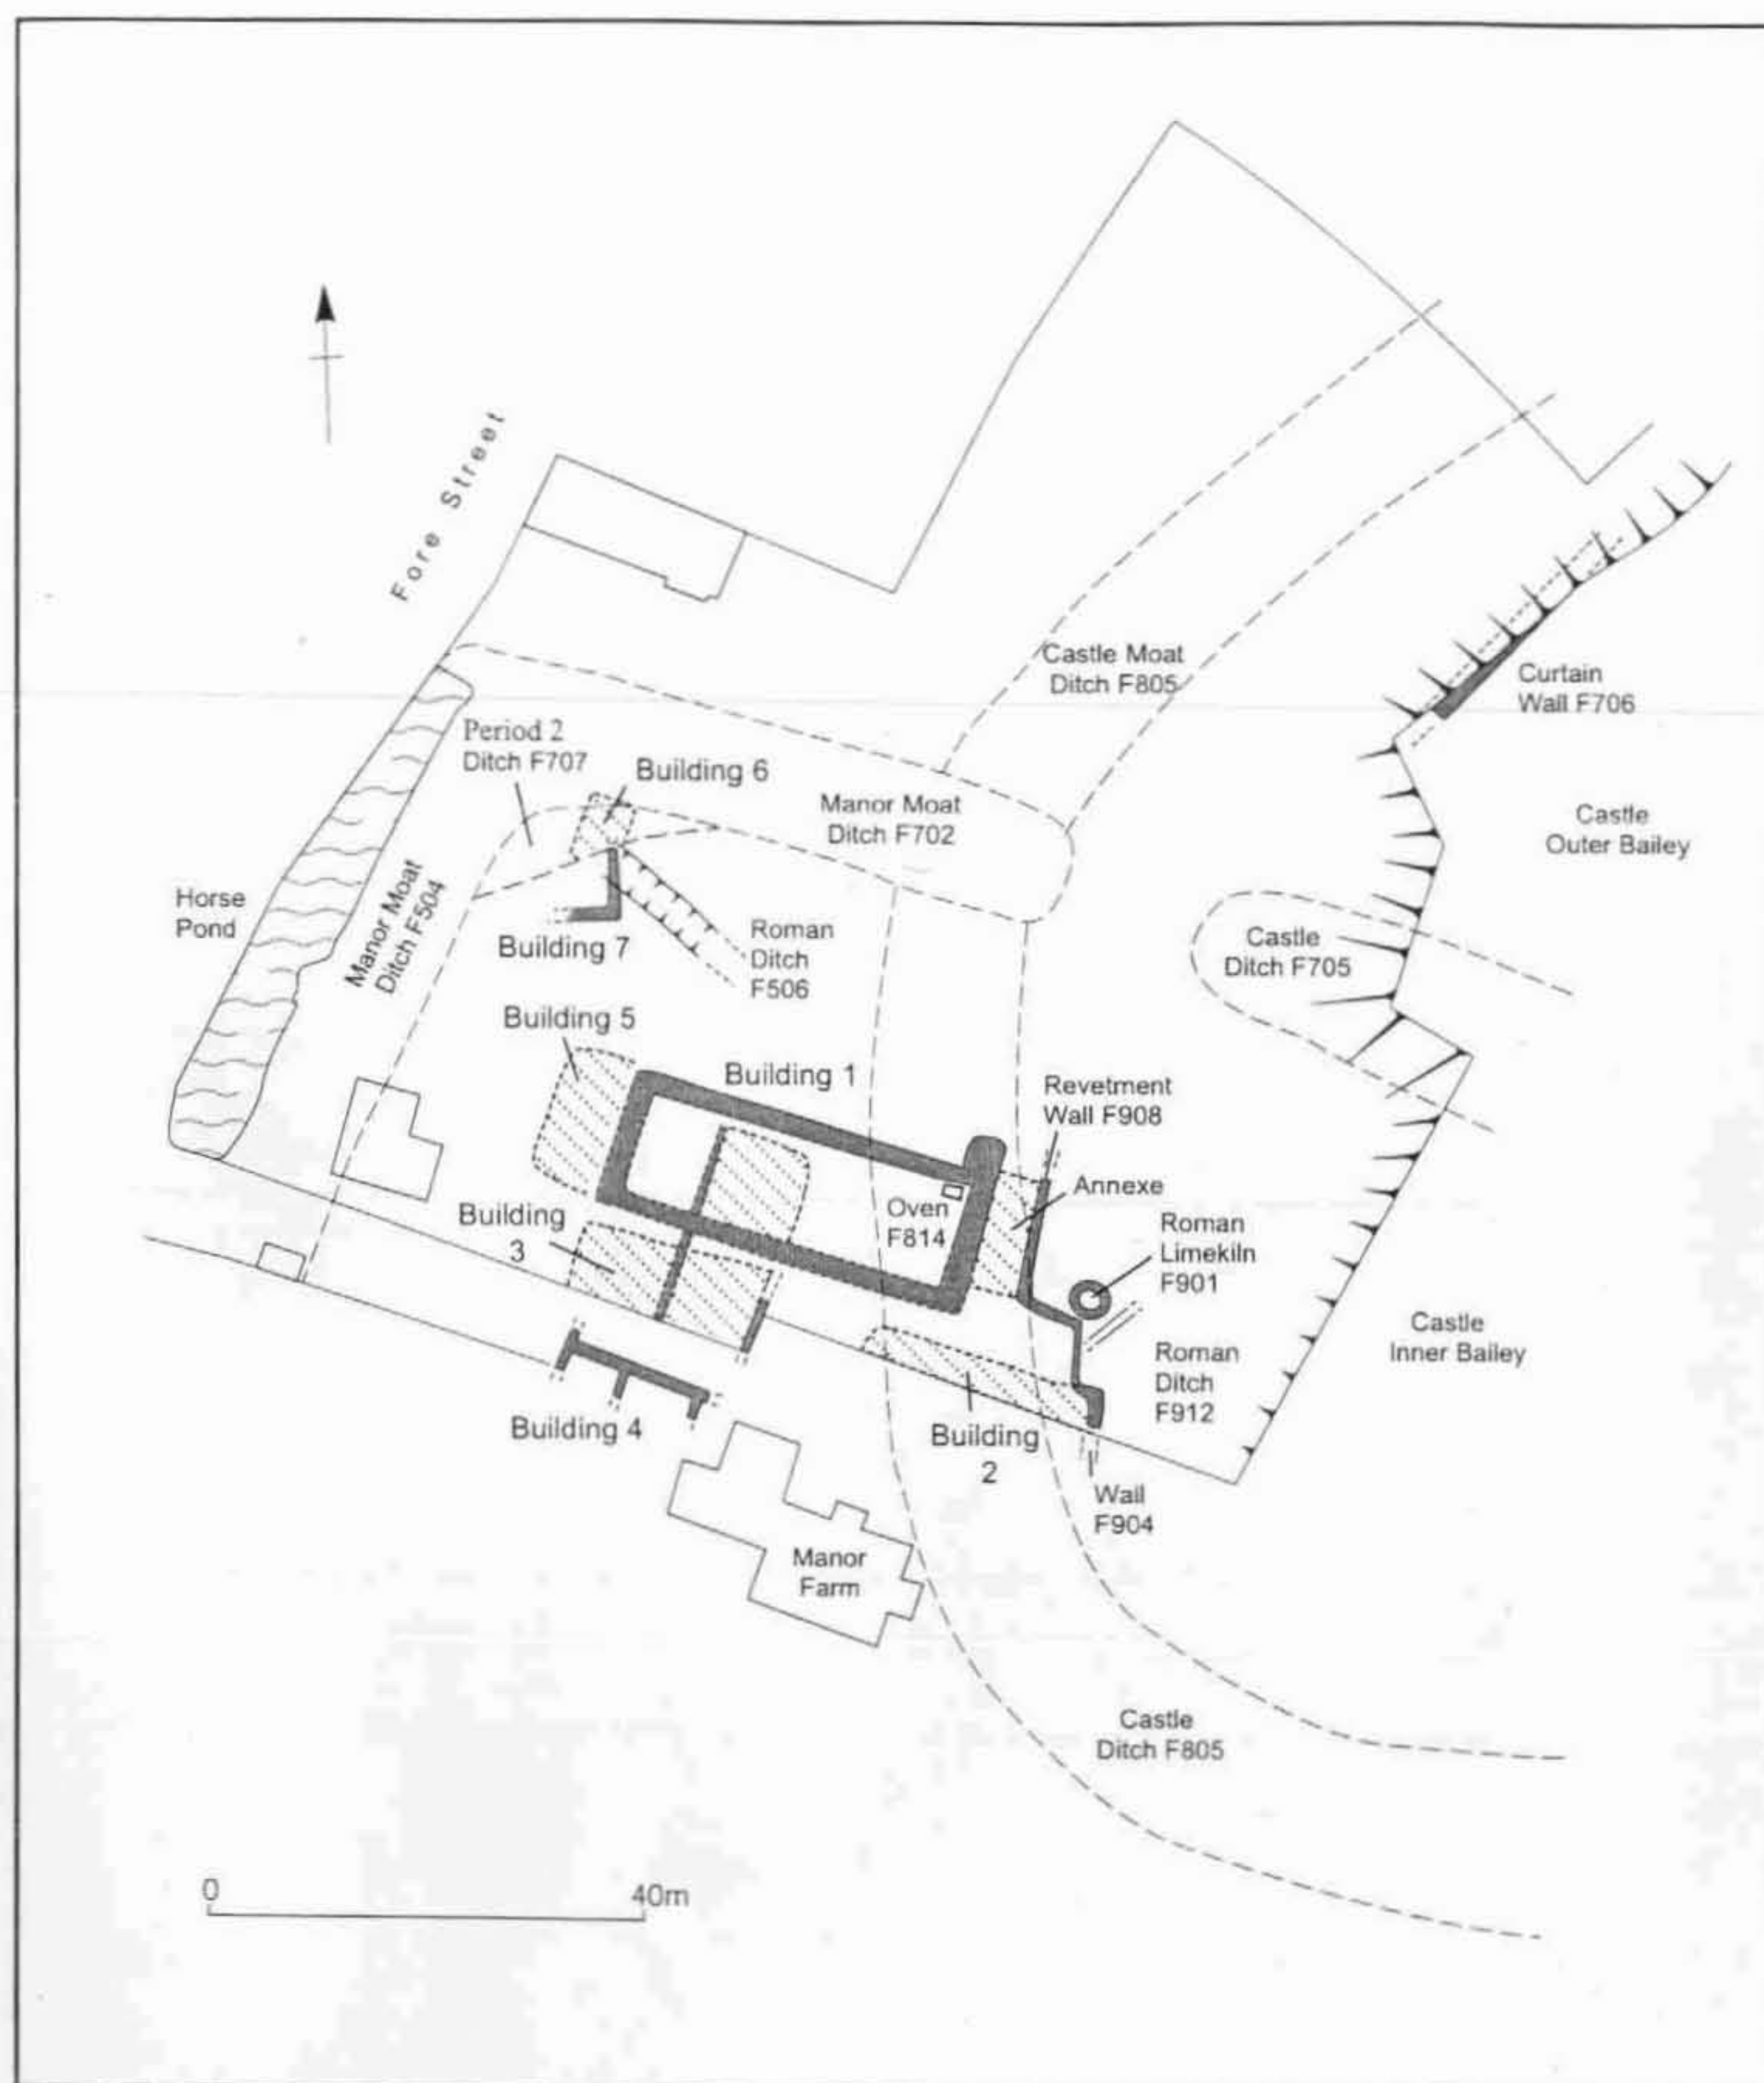 Fore Street
Castle Moat
Ditch F805
Curtain
Wall F706
Period 2
Ditch F707
Building 6
Manor Moat
Ditch F702
Castle
Outer Bailey
Horse
Pond
Manor Moat
Ditch F504
Building 7
Roman
Ditch
F506
Castle
Ditch F705
Building 5
Building 1
Revetment
Wall F908
Annexe
Oven
F814
Building
3
Roman
Limekiln
F901
Castle
Inner Bailey
Roman
Ditch
F912
Building 4
Building
2
Wall
F904
Manor
Farm
Castle
Ditch F805
0
40m